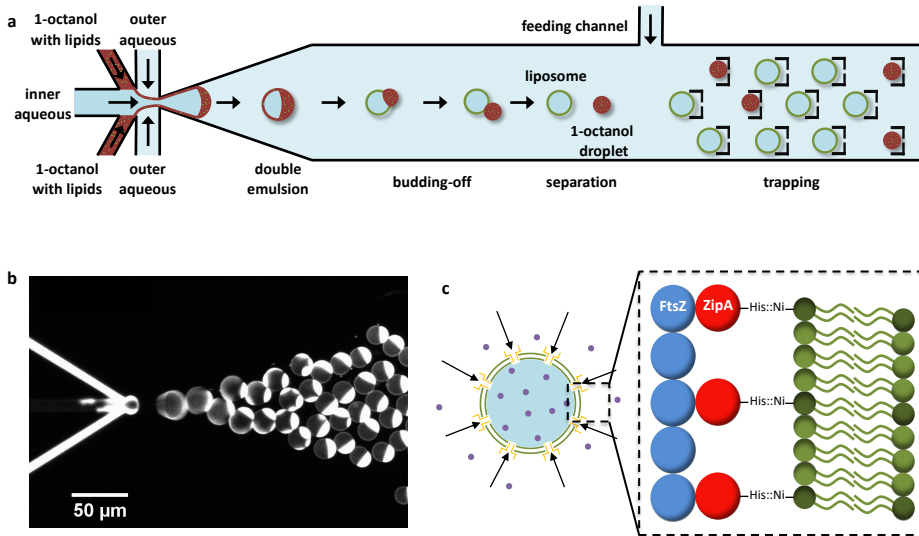 a
1-octanol
with lipids
outer
aqueous
feeding channel
inner
aqueous
liposome
1-octanol
droplet
1-octanol
with lipids
outer
aqueous
double
emulsion
budding-off
separation
trapping
b
50 µm
c
FtsZ
ZipA
His::Ni
His::Ni
His::Ni